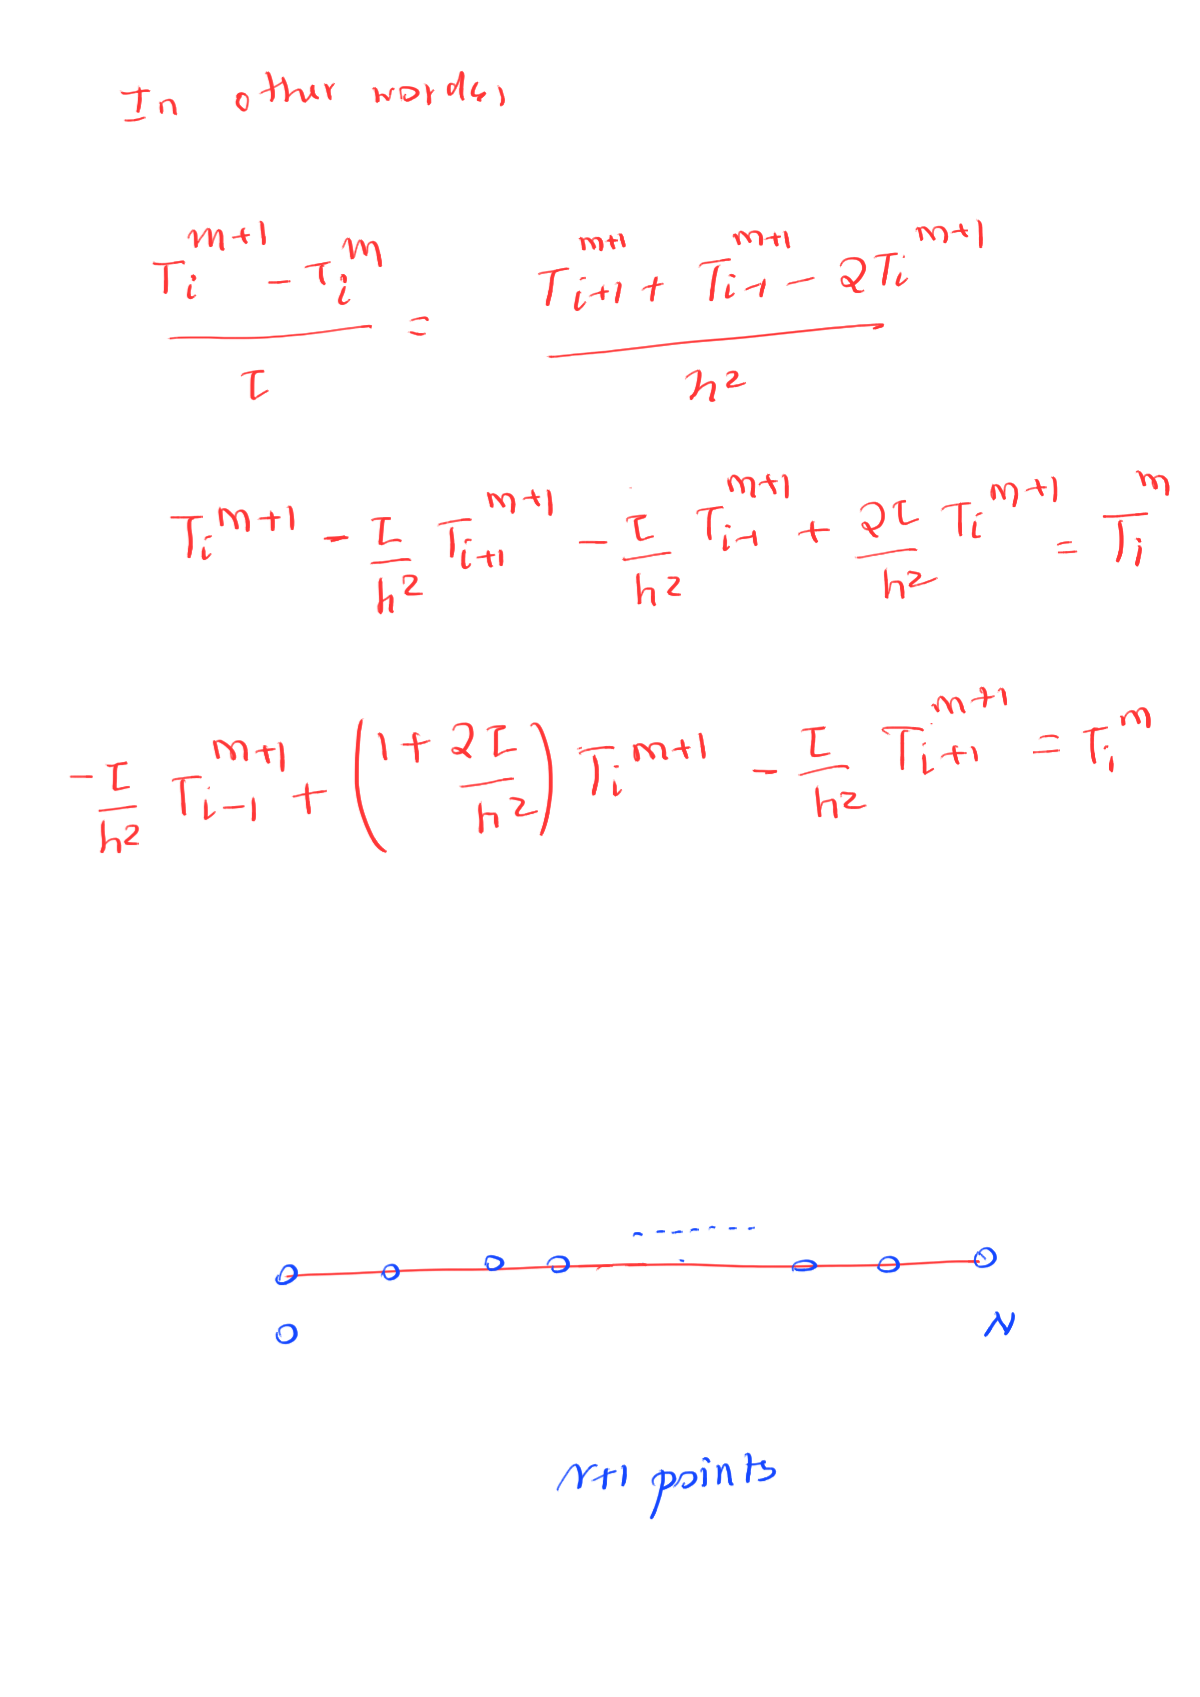 In other words,
(T_i^{m+1} - T_i^m) / τ = (T_{i+1}^{m+1} + T_{i-1}^{m+1} - 2T_i^{m+1}) / h²
T_i^{m+1} - τ/h² T_{i+1}^{m+1} - τ/h² T_{i-1}^{m+1} + 2τ/h² T_i^{m+1} = T_i^m
-τ/h² T_{i-1}^{m+1} + (1 + 2τ/h²) T_i^{m+1} - τ/h² T_{i+1}^{m+1} = T_i^m
0 N
N+1 points